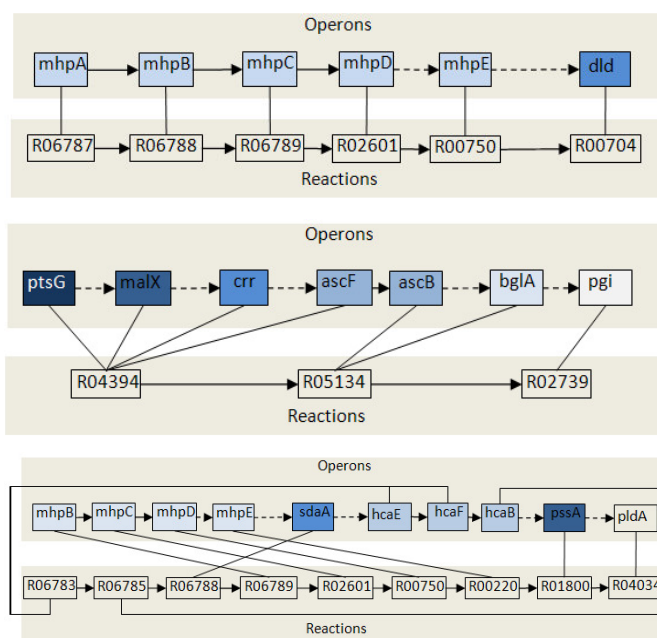 Operons
mhpA mhpB mhpC mhpD mhpE dld
R06787 R06788 R06789 R02601 R00750 R00704
Reactions
Operons
ptsG malX crr ascF ascB bglA pgi
R04394 R05134 R02739
Reactions
Operons
mhpB mhpC mhpD mhpE sdaA hcaE hcaF hcaB pssA pldA
R06783 R06785 R06788 R06789 R02601 R00750 R00220 R01800 R04034
Reactions